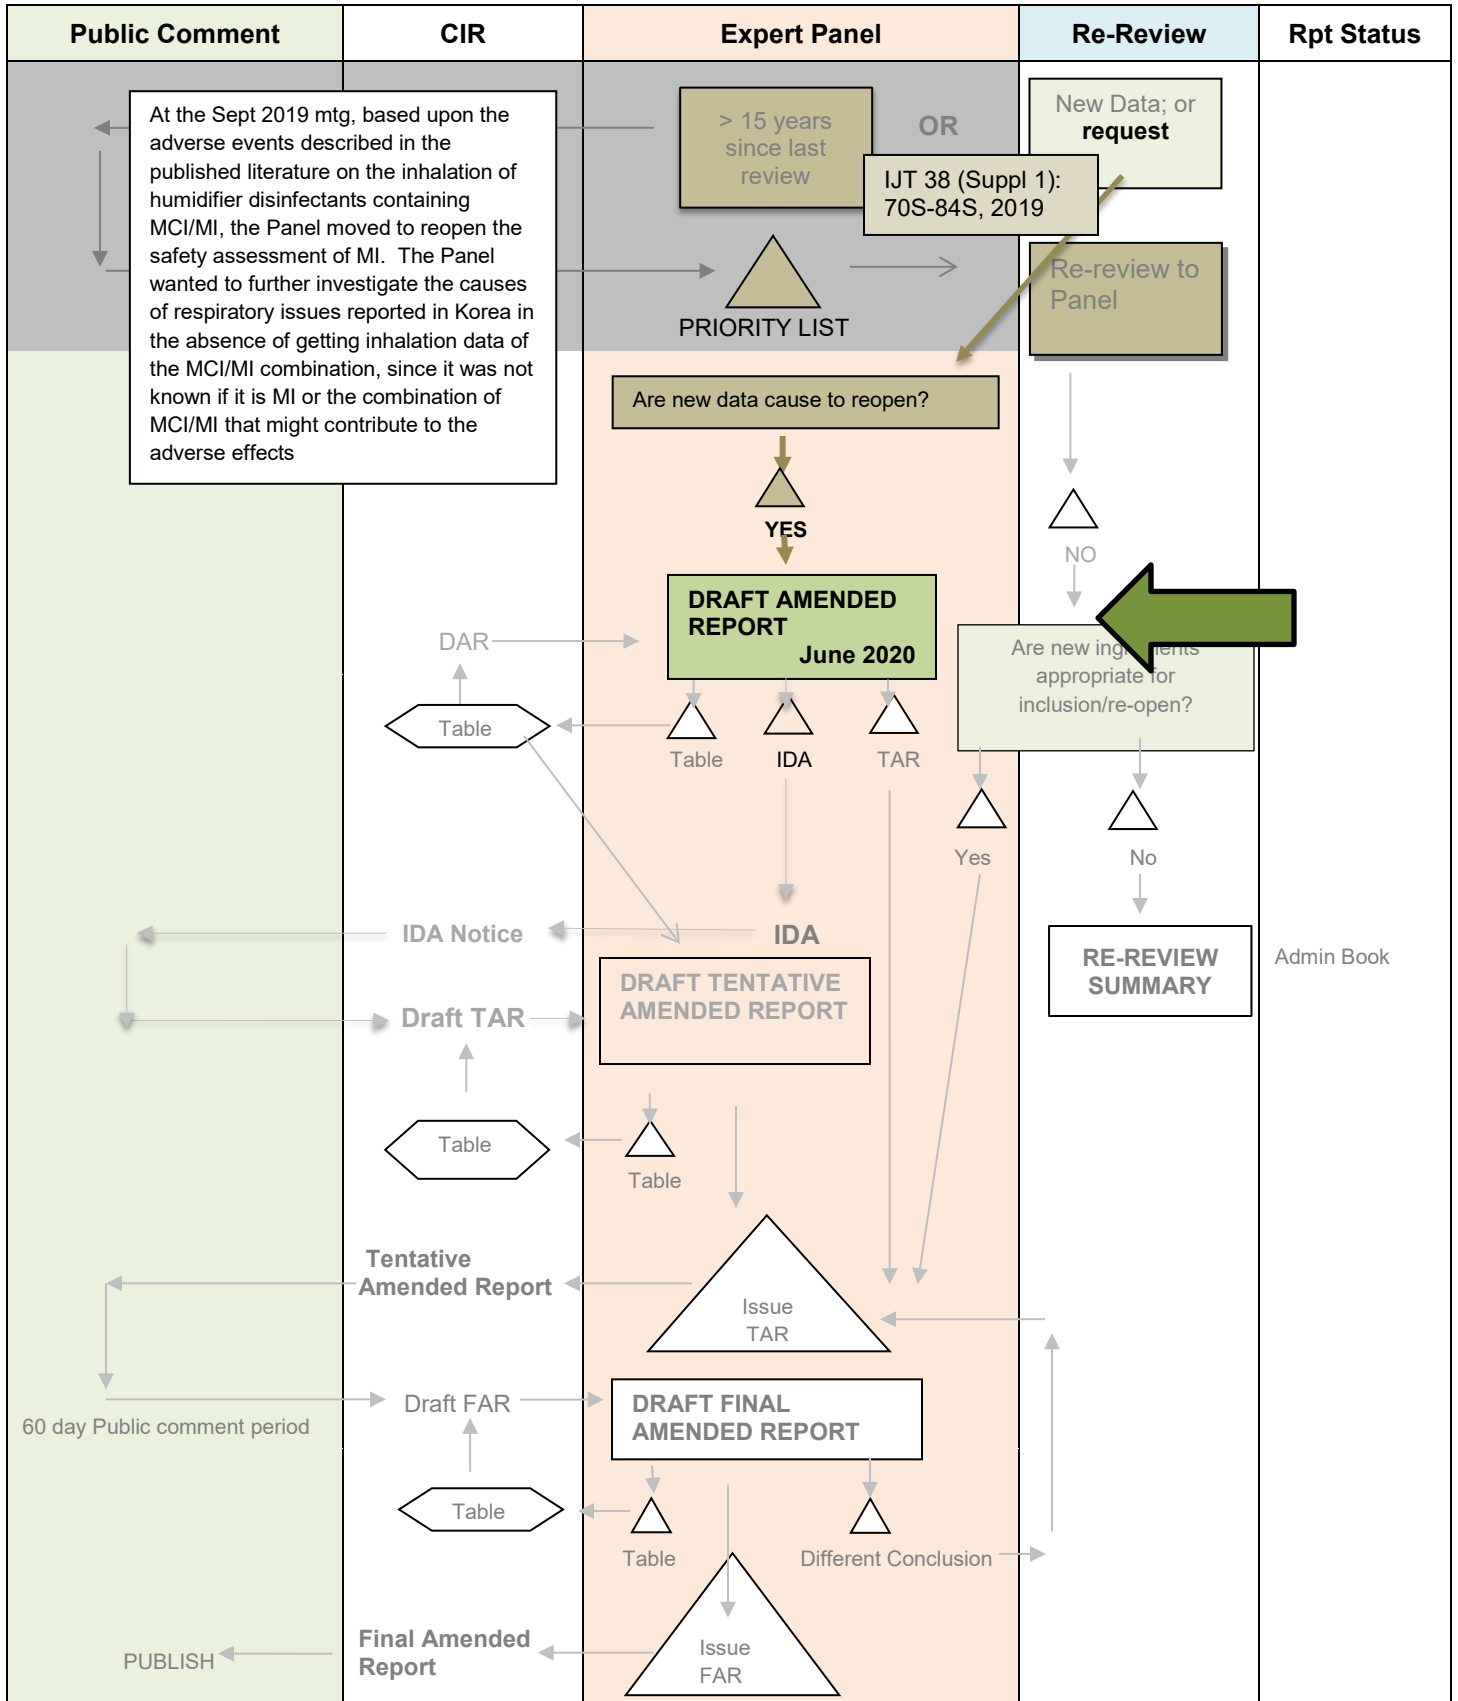 Public Comment
CIR
Expert Panel
Re-Review
Rpt Status
At the Sept 2019 mtg, based upon the
adverse events described in the
published literature on the inhalation of
humidifier disinfectants containing
MCI/MI, the Panel moved to reopen the
safety assessment of MI.  The Panel
wanted to further investigate the causes
of respiratory issues reported in Korea in
the absence of getting inhalation data of
the MCI/MI combination, since it was not
known if it is MI or the combination of
MCI/MI that might contribute to the
adverse effects
> 15 years
since last
review
OR
New Data; or
request
IJT 38 (Suppl 1):
70S-84S, 2019
PRIORITY LIST
Re-review to
Panel
Are new data cause to reopen?
YES
NO
DRAFT AMENDED
REPORT
June 2020
DAR
Table
Table
IDA
TAR
Are new ingredients
appropriate for
inclusion/re-open?
Yes
No
IDA Notice
IDA
RE-REVIEW
SUMMARY
Admin Book
DRAFT TENTATIVE
AMENDED REPORT
Draft TAR
Table
Table
Tentative
Amended Report
Issue
TAR
60 day Public comment period
Draft FAR
DRAFT FINAL
AMENDED REPORT
Table
Table
Different Conclusion
PUBLISH
Final Amended
Report
Issue
FAR